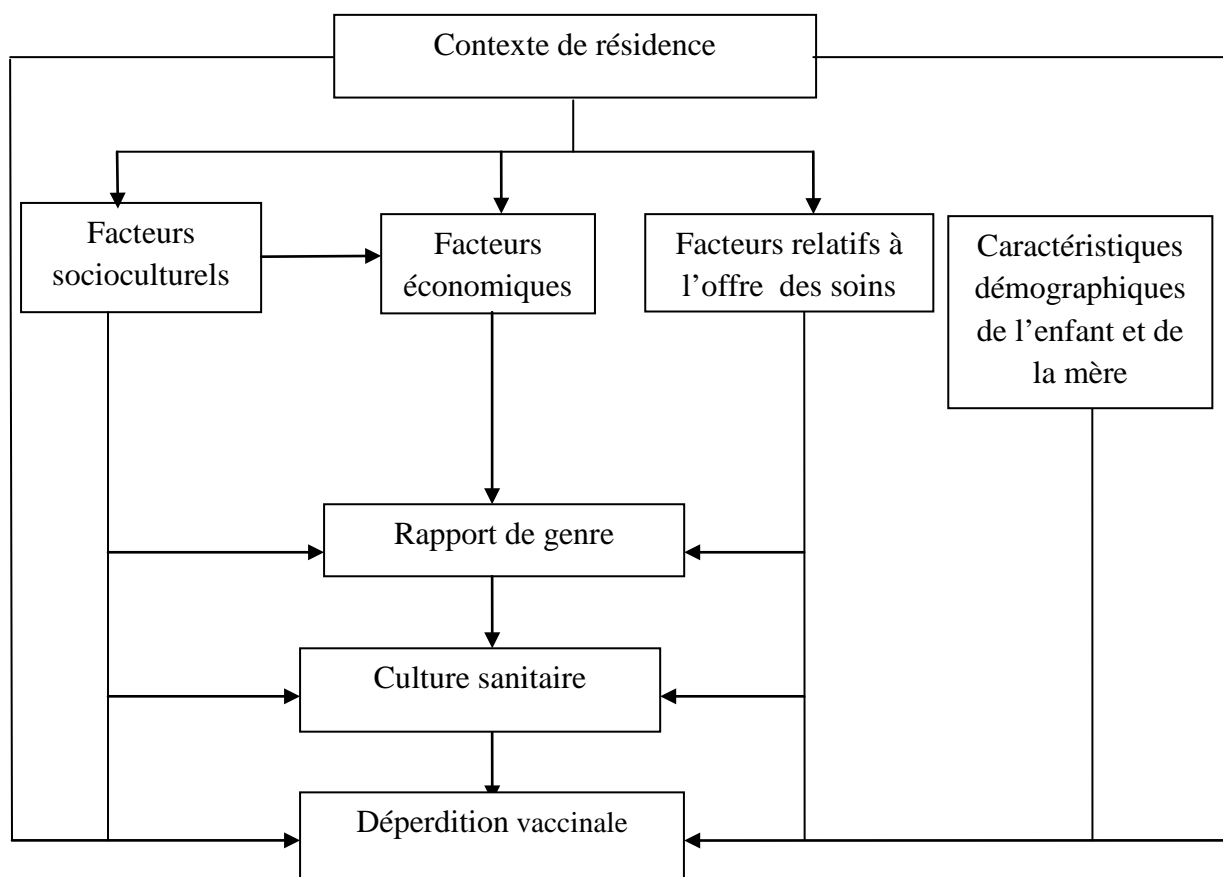 Contexte de résidence
Facteurs
socioculturels
Facteurs
économiques
Facteurs relatifs à
l’offre des soins
Caractéristiques
démographiques
de l’enfant et de
la mère
Rapport de genre
Culture sanitaire
Déperdition vaccinale